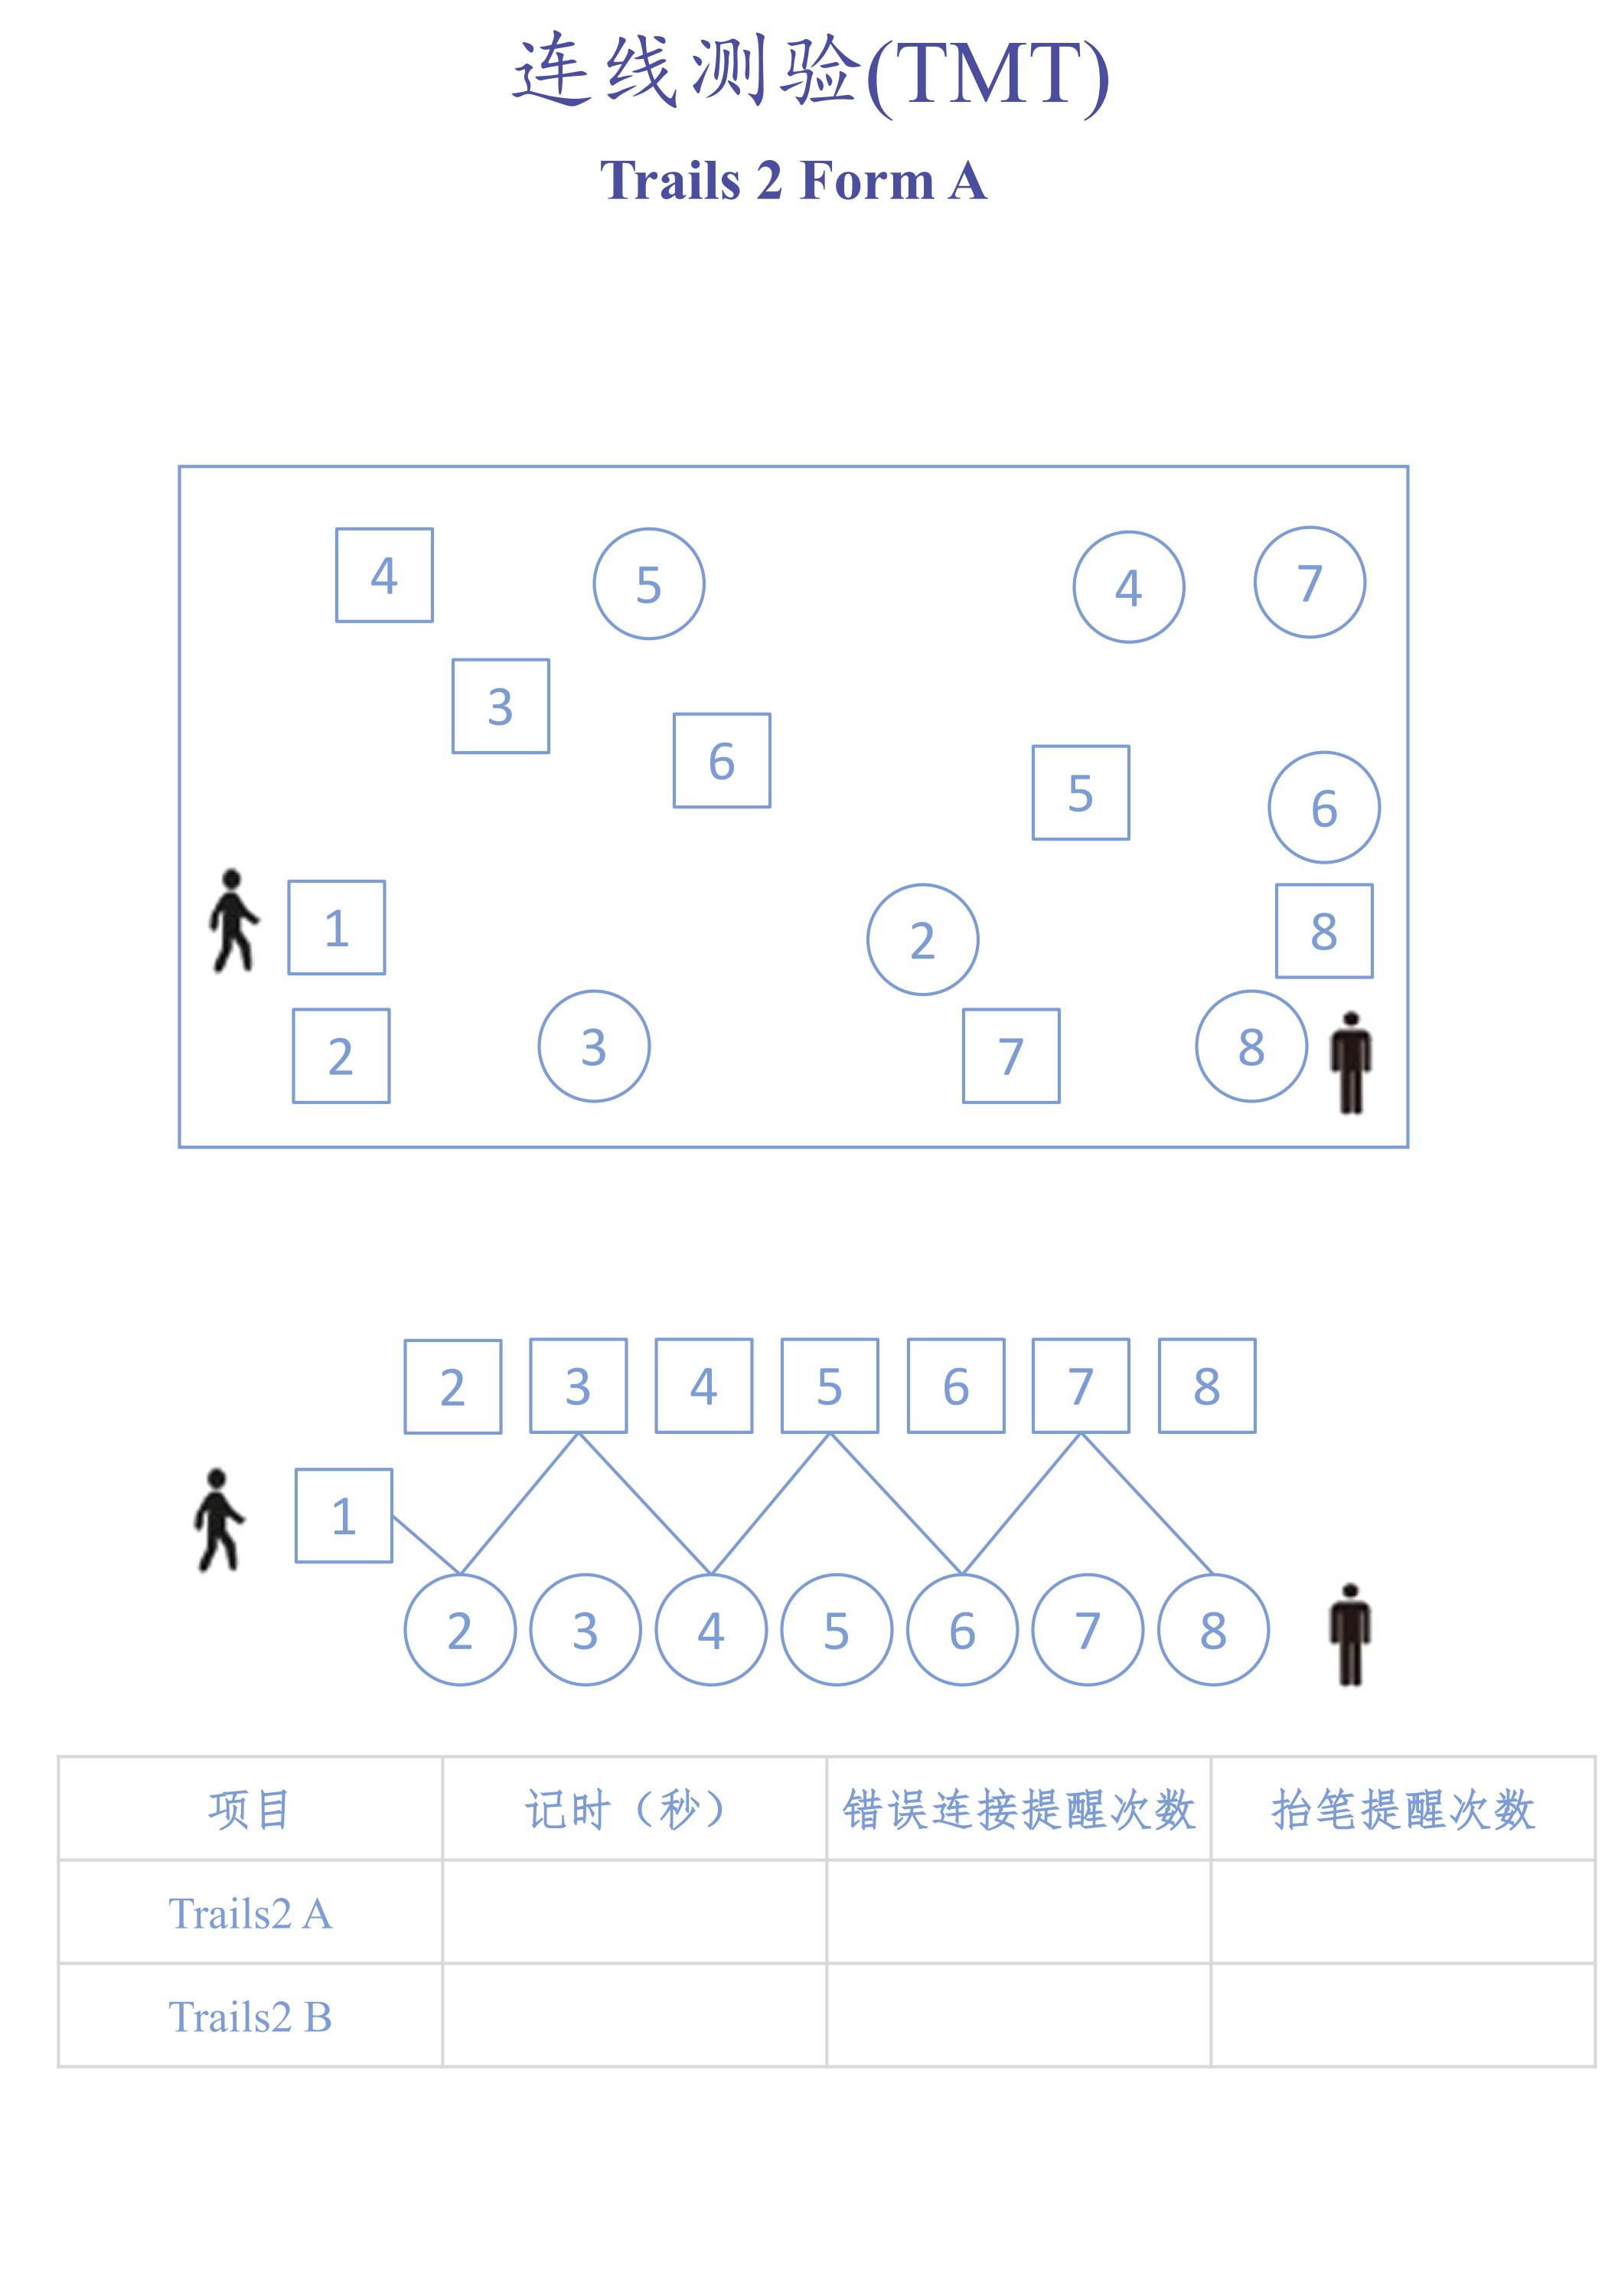 连线测验(TMT)
Trails 2 Form A
4 5 4 7
3
6
5 6
1 2 8
2 3 7 8
2 3 4 5 6 7 8
1
2 3 4 5 6 7 8
项目 记时（秒） 错误连接提醒次数 抬笔提醒次数
Trails2 A
Trails2 B